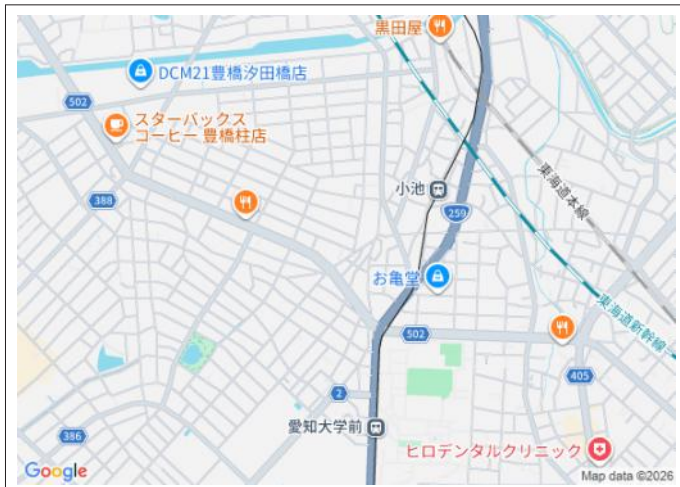 黒田屋
DCM21豊橋汐田橋店
502
スターバックス
コーヒー 豊橋柱店
東海道本線
小池
388
259
お亀堂
東海道新幹線
502
405
2
愛知大学前
386
ヒロデンタルクリニック
Google
Map data ©2026